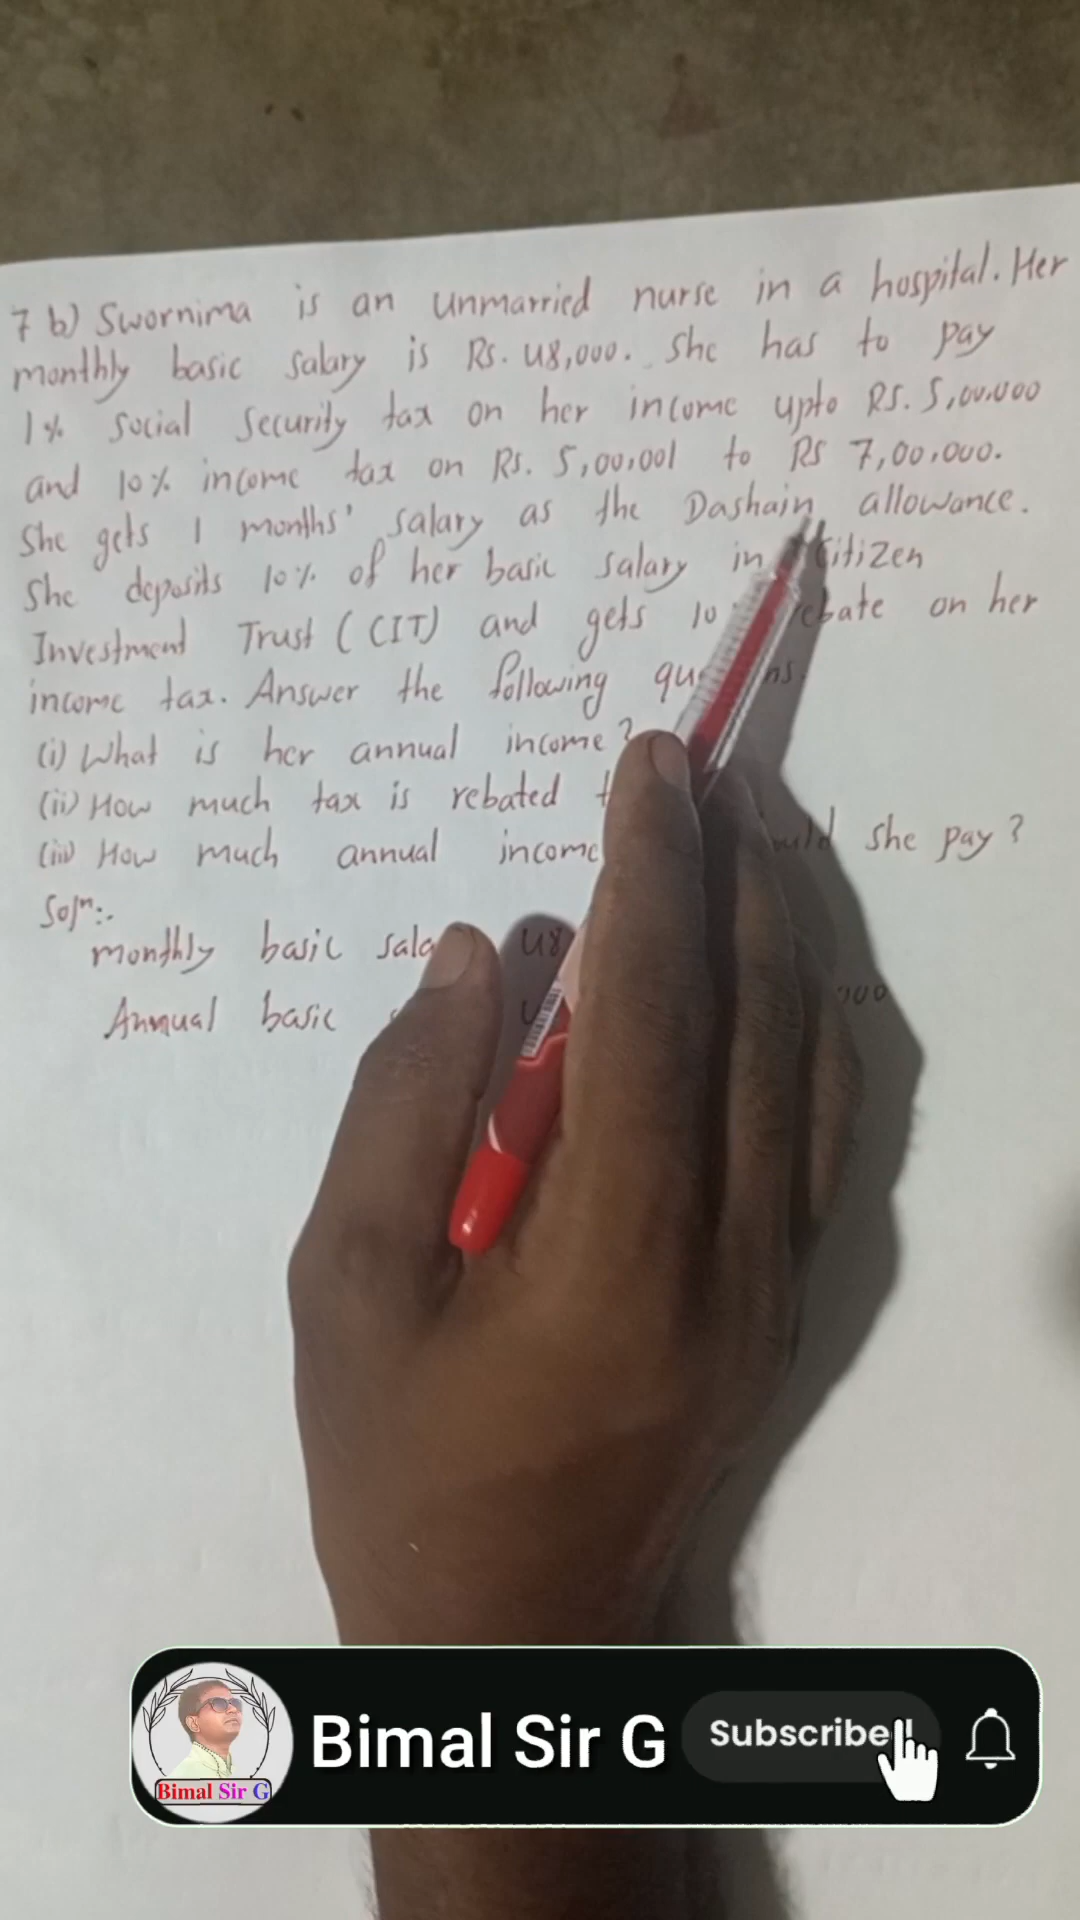 7 b) Swornima is an unmarried nurse in a hospital. Her
monthly basic salary is Rs. 48,000. She has to pay
1% social security tax on her income upto RS. 5,00,000
and 10% income tax on Rs. 5,00,001 to Rs 7,00,000.
She gets 1 months' salary as the Dashain allowance.
She deposits 10% of her basic salary in Citizen
Investment Trust (CIT) and gets 10 rebate on her
income tax. Answer the following
(i) What is her annual income?
(ii) How much tax is rebated
(iii) How much annual income she pay?
Soln:.
monthly basic 48
Annual basic 000
Bimal Sir G
Bimal Sir G
Subscribe